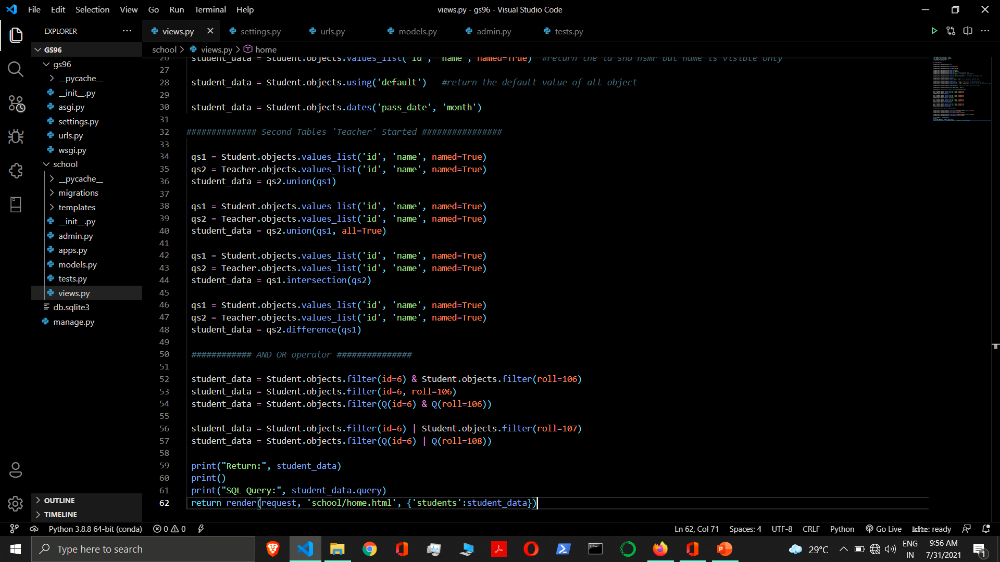 File Edit Selection View Go Run Terminal Help
views.py - gs96 - Visual Studio Code
EXPLORER
views.py settings.py urls.py models.py admin.py tests.py
GS96
school > views.py > home
gs96
__pycache__
__init__.py
asgi.py
settings.py
urls.py
wsgi.py
school
__pycache__
migrations
templates
__init__.py
admin.py
apps.py
models.py
tests.py
views.py
db.sqlite3
manage.py
OUTLINE
TIMELINE
26 student_data = Student.objects.values_list('id', 'name', named=True) #return the id snd nsmr but name is visible only
27
28 student_data = Student.objects.using('default') #return the default value of all object
29
30 student_data = Student.objects.dates('pass_date', 'month')
31
32 ############## Second Tables 'Teacher' Started ################
33
34 qs1 = Student.objects.values_list('id', 'name', named=True)
35 qs2 = Teacher.objects.values_list('id', 'name', named=True)
36 student_data = qs2.union(qs1)
37
38 qs1 = Student.objects.values_list('id', 'name', named=True)
39 qs2 = Teacher.objects.values_list('id', 'name', named=True)
40 student_data = qs2.union(qs1, all=True)
41
42 qs1 = Student.objects.values_list('id', 'name', named=True)
43 qs2 = Teacher.objects.values_list('id', 'name', named=True)
44 student_data = qs1.intersection(qs2)
45
46 qs1 = Student.objects.values_list('id', 'name', named=True)
47 qs2 = Teacher.objects.values_list('id', 'name', named=True)
48 student_data = qs2.difference(qs1)
49
50 ############ AND OR operator ###############
51
52 student_data = Student.objects.filter(id=6) & Student.objects.filter(roll=106)
53 student_data = Student.objects.filter(id=6, roll=106)
54 student_data = Student.objects.filter(Q(id=6) & Q(roll=106))
55
56 student_data = Student.objects.filter(id=6) | Student.objects.filter(roll=107)
57 student_data = Student.objects.filter(Q(id=6) | Q(roll=108))
58
59 print("Return:", student_data)
60 print()
61 print("SQL Query:", student_data.query)
62 return render(request, 'school/home.html', {'students':student_data})
Python 3.8.8 64-bit (conda) 0 0
Ln 62, Col 71 Spaces: 4 UTF-8 CRLF Python Go Live kite: ready
Type here to search
29°C
ENG
IN
9:56 AM
7/31/2021
1